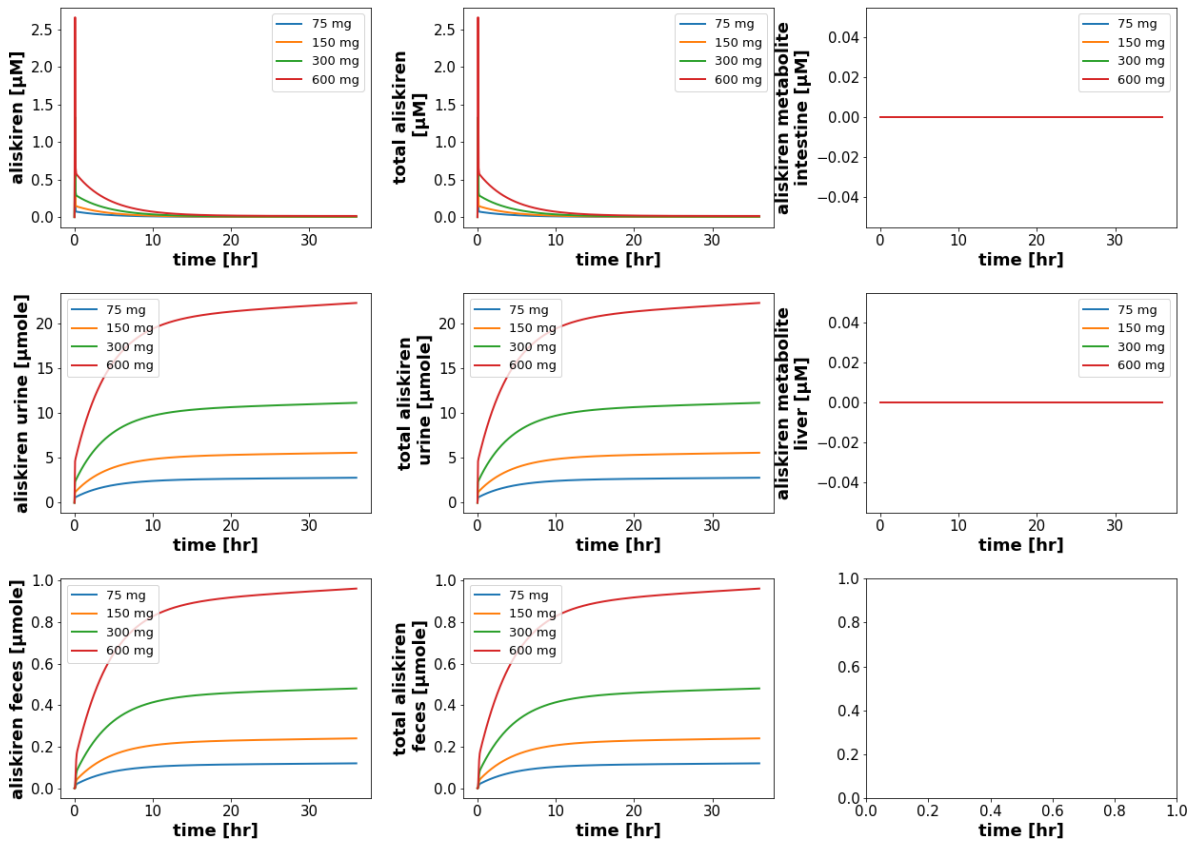 aliskiren [μM]
2.5
2.0
1.5
1.0
0.5
0.0
75 mg
150 mg
300 mg
600 mg
0
10
20
30
time [hr]
total aliskiren
[μM]
2.5
2.0
1.5
1.0
0.5
0.0
75 mg
150 mg
300 mg
600 mg
0
10
20
30
time [hr]
aliskiren metabolite
intestine [μM]
0.04
0.02
0.00
−0.02
−0.04
75 mg
150 mg
300 mg
600 mg
0
10
20
30
time [hr]
aliskiren urine [μmole]
20
15
10
5
0
75 mg
150 mg
300 mg
600 mg
0
10
20
30
time [hr]
total aliskiren
urine [μmole]
20
15
10
5
0
75 mg
150 mg
300 mg
600 mg
0
10
20
30
time [hr]
aliskiren metabolite
liver [μM]
0.04
0.02
0.00
−0.02
−0.04
75 mg
150 mg
300 mg
600 mg
0
10
20
30
time [hr]
aliskiren feces [μmole]
1.0
0.8
0.6
0.4
0.2
0.0
75 mg
150 mg
300 mg
600 mg
0
10
20
30
time [hr]
total aliskiren
feces [μmole]
1.0
0.8
0.6
0.4
0.2
0.0
75 mg
150 mg
300 mg
600 mg
0
10
20
30
time [hr]
1.0
0.8
0.6
0.4
0.2
0.0
0.0
0.2
0.4
0.6
0.8
1.0
time [hr]